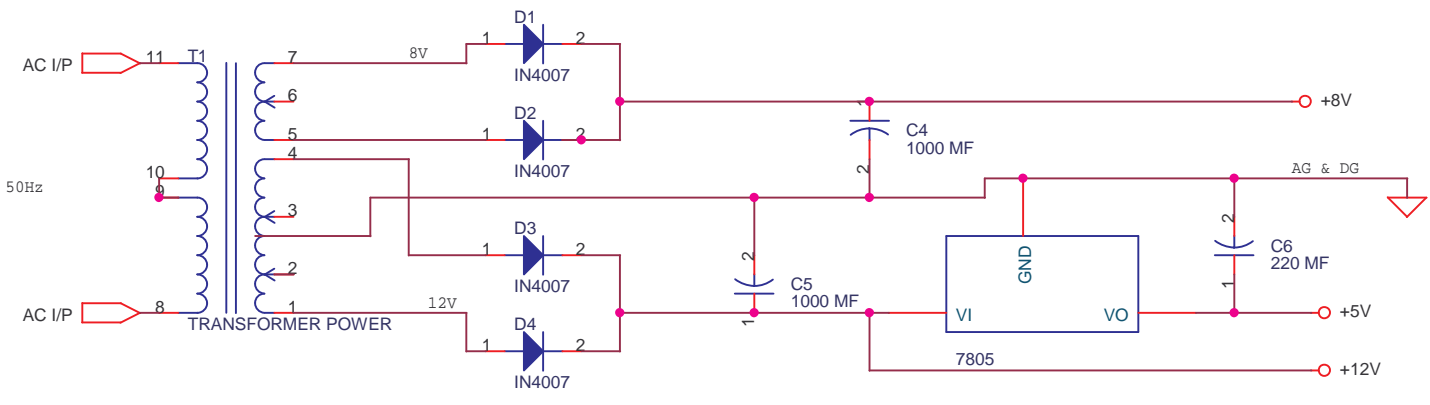 D1
AC I/P
11
T1
7
8V
1
2
IN4007
6
+8V
D2
1
C4
1000 MF
5
1
2
10
4
IN4007
2
50Hz
9
AG & DG
3
D3
1
2
2
GND
2
C6
220 MF
2
IN4007
C5
1000 MF
1
AC I/P
8
1
12V
1
VI
VO
+5V
TRANSFORMER POWER
D4
1
2
7805
+12V
IN4007